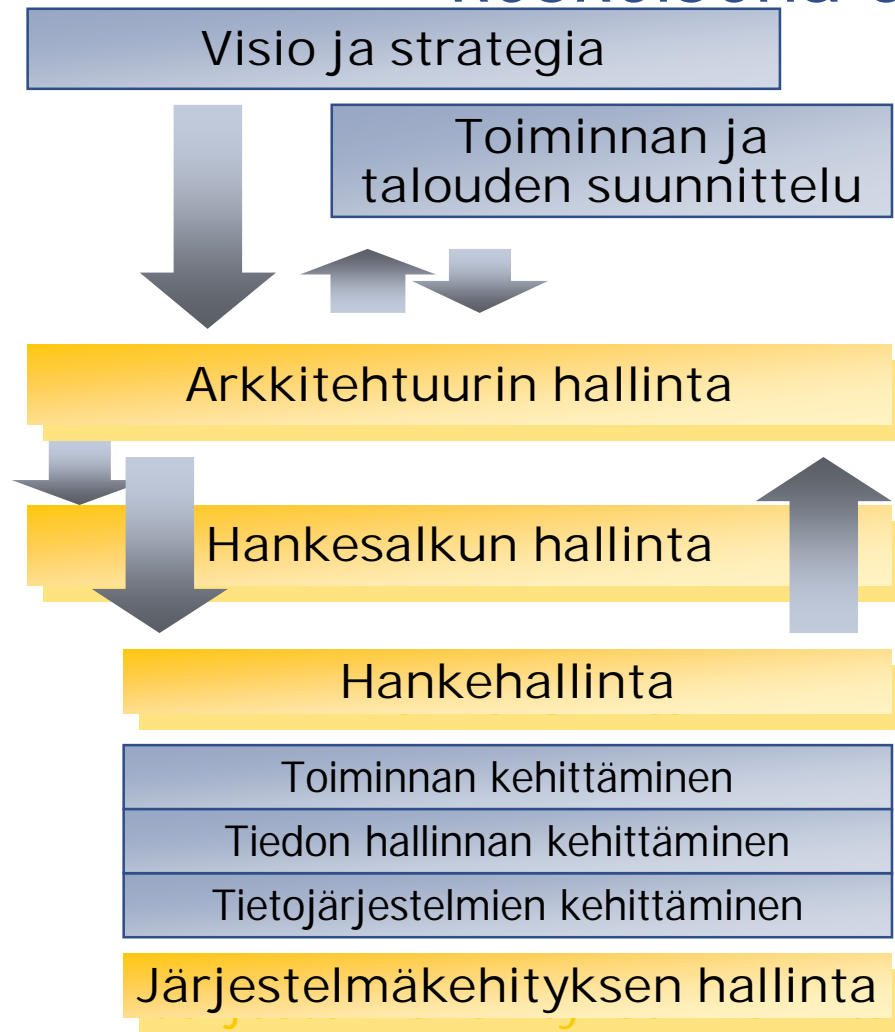 Visio ja strategia
Toiminnan ja
talouden suunnittelu
Arkkitehtuurin hallinta
Hankesalkun hallinta
Hankehallinta
Toiminnan kehittäminen
Tiedon hallinnan kehittäminen
Tietojärjestelmien kehittäminen
Järjestelmäkehityksen hallinta